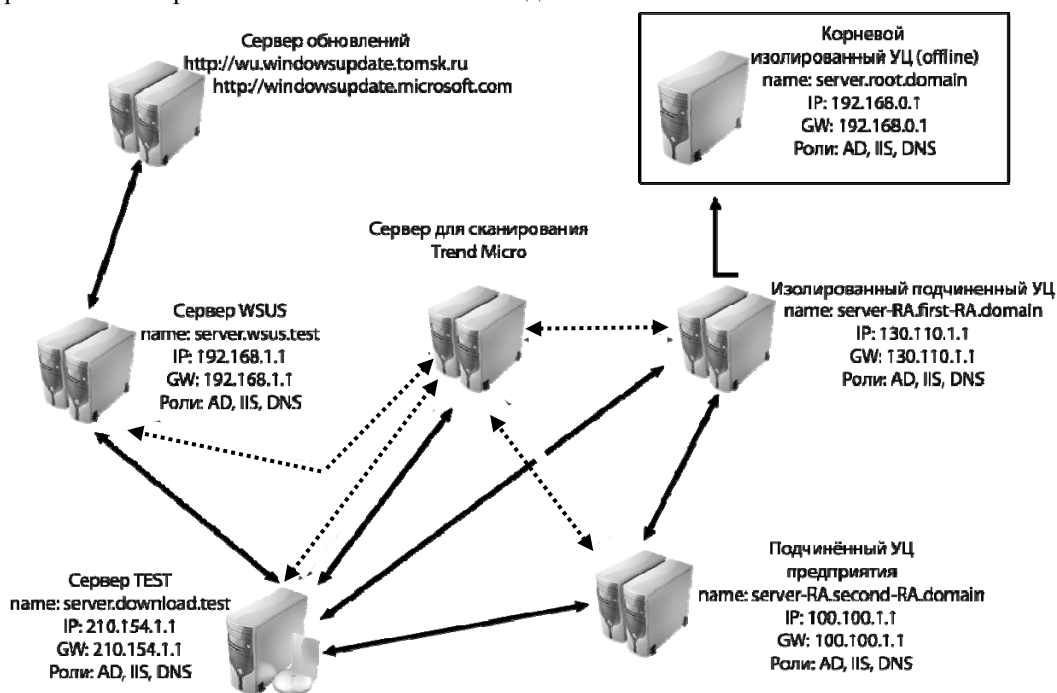 Сервер обновлений
http://wu.windowsupdate.tomsk.ru
http://windowsupdate.microsoft.com
Корневой
изолированный УЦ (offline)
name: server.root.domain
IP: 192.168.0.1
GW: 192.168.0.1
Роли: AD, IIS, DNS
Сервер для сканирования
Trend Micro
Сервер WSUS
name: server.wsus.test
IP: 192.168.1.1
GW: 192.168.1.1
Роли: AD, IIS, DNS
Изолированный подчиненный УЦ
name: server-RA.first-RA.domain
IP: 130.110.1.1
GW: 130.110.1.1
Роли: AD, IIS, DNS
Сервер TEST
name: server.download.test
IP: 210.154.1.1
GW: 210.154.1.1
Роли: AD, IIS, DNS
Подчинённый УЦ
предприятия
name: server-RA.second-RA.domain
IP: 100.100.1.1
GW: 100.100.1.1
Роли: AD, IIS, DNS